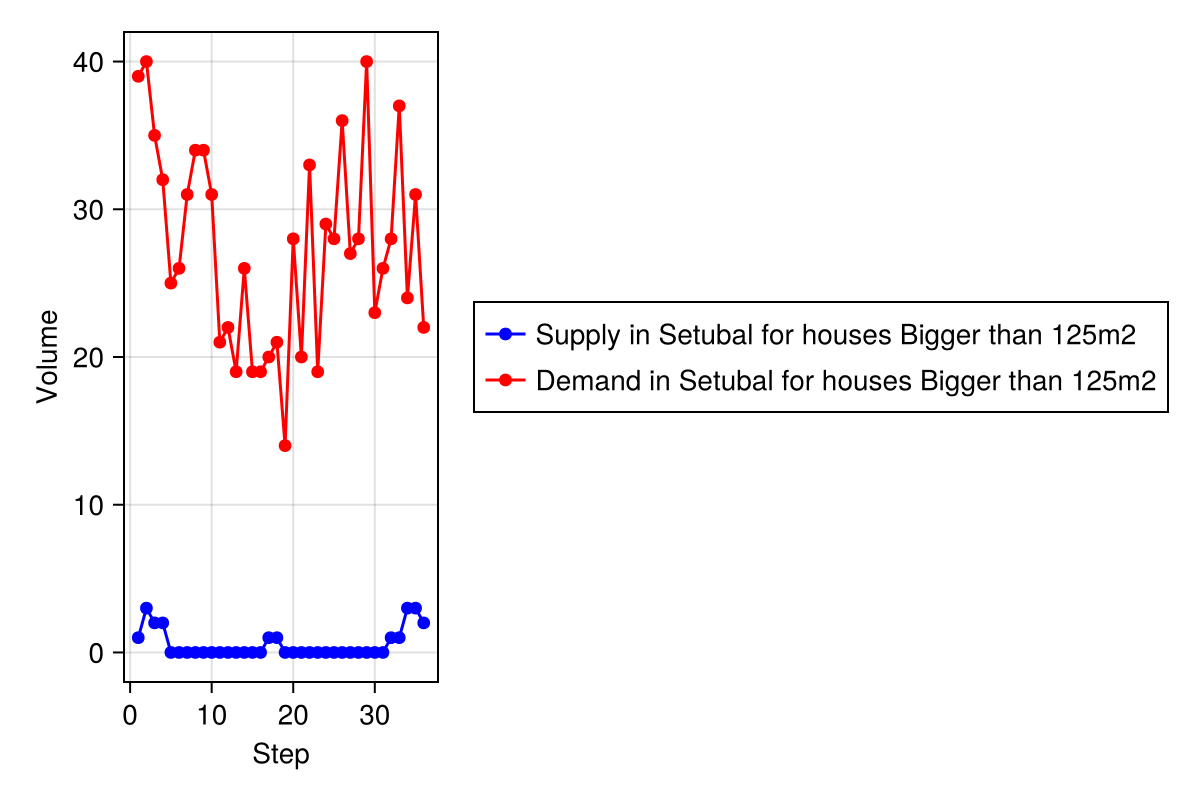 Volume
40
30
20
10
0
0 10 20 30
Step
Supply in Setubal for houses Bigger than 125m2
Demand in Setubal for houses Bigger than 125m2